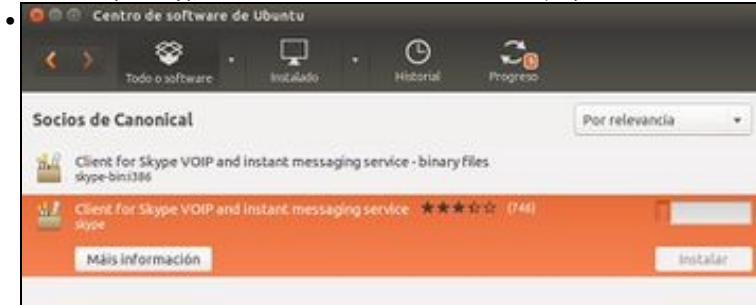 Centro de software de Ubuntu
Todo o software
Instalado
Historial
Progreso
Socios de Canonical
Por relevancia
Client for Skype VOIP and instant messaging service - binary files
skype-bin:i386
Client for Skype VOIP and instant messaging service ★★★☆☆ (746)
skype
Máis información
Instalar